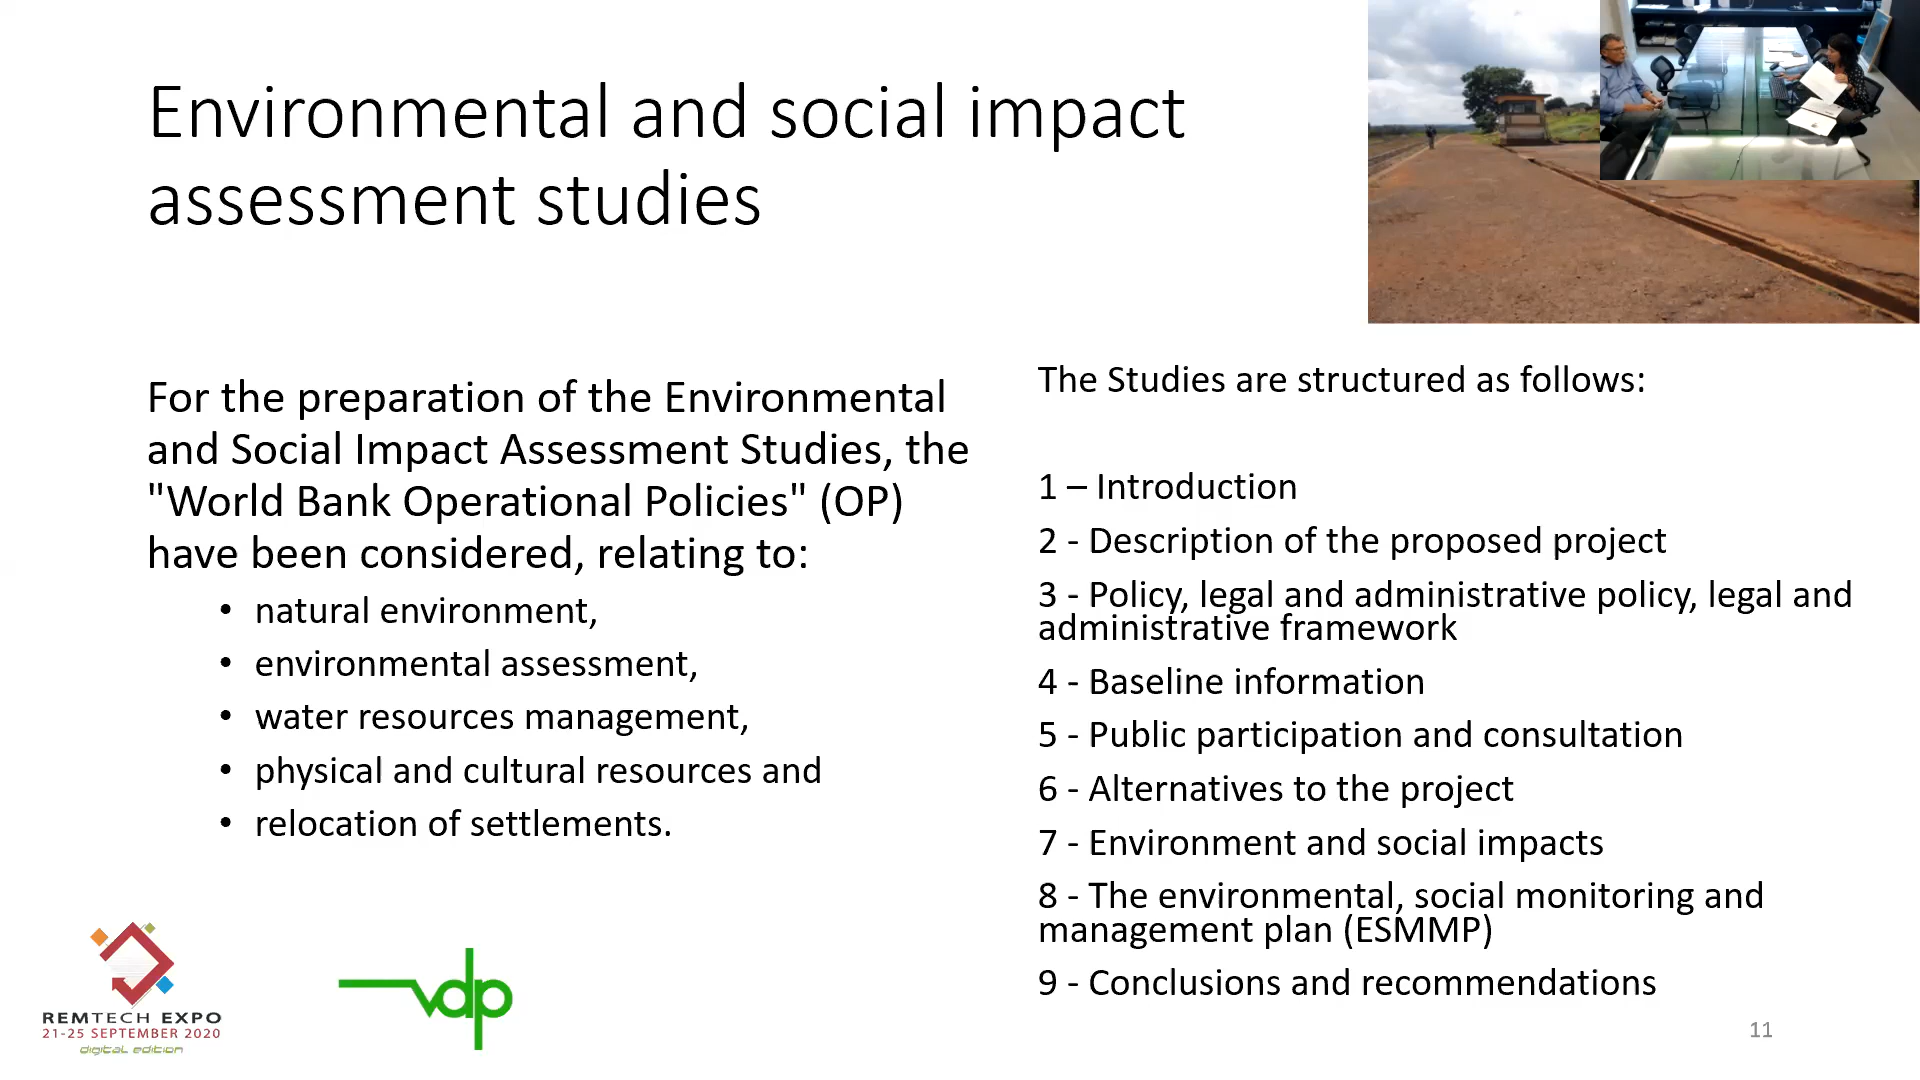 Environmental and social impact
assessment studies
For the preparation of the Environmental
and Social Impact Assessment Studies, the
"World Bank Operational Policies" (OP)
have been considered, relating to:
• natural environment,
• environmental assessment,
• water resources management,
• physical and cultural resources and
• relocation of settlements.
The Studies are structured as follows:
1 – Introduction
2 - Description of the proposed project
3 - Policy, legal and administrative policy, legal and
administrative framework
4 - Baseline information
5 - Public participation and consultation
6 - Alternatives to the project
7 - Environment and social impacts
8 - The environmental, social monitoring and
management plan (ESMMP)
9 - Conclusions and recommendations
REMTECH EXPO
21-25 SEPTEMBER 2020
digital edition
vdp
11